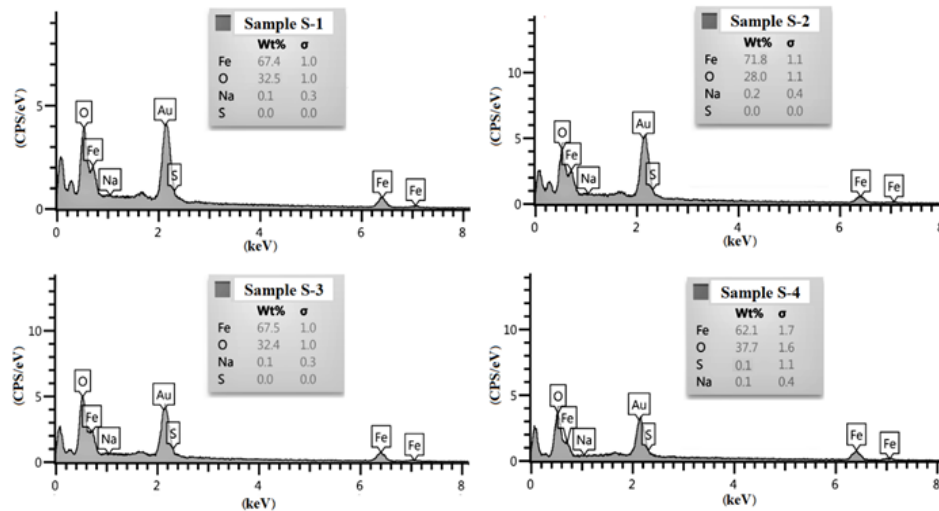 Sample S-1
Wt% σ
Fe 67.4 1.0
O 32.5 1.0
Na 0.1 0.3
S 0.0 0.0
(CPS/eV)
5
0
O
Fe
Na
Au
S
Fe
Fe
0 2 4 6 8
(keV)
Sample S-2
Wt% σ
Fe 71.8 1.1
O 28.0 1.1
Na 0.2 0.4
S 0.0 0.0
(CPS/eV)
10
5
0
O
Fe
Na
Au
S
Fe
Fe
0 2 4 6 8
(keV)
Sample S-3
Wt% σ
Fe 67.5 1.0
O 32.4 1.0
Na 0.1 0.3
S 0.0 0.0
(CPS/eV)
10
5
0
O
Fe
Na
Au
S
Fe
Fe
0 2 4 6 8
(keV)
Sample S-4
Wt% σ
Fe 62.1 1.7
O 37.7 1.6
S 0.1 1.1
Na 0.1 0.4
(CPS/eV)
10
5
0
O
Fe
Na
Au
S
Fe
Fe
0 2 4 6 8
(keV)